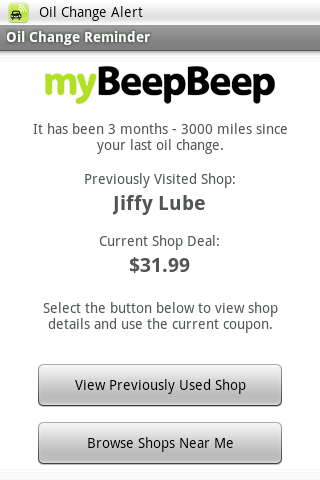 Oil Change Alert
Oil Change Reminder
myBeepBeep
It has been 3 months - 3000 miles since
your last oil change.
Previously Visited Shop:
Jiffy Lube
Current Shop Deal:
$31.99
Select the button below to view shop
details and use the current coupon.
View Previously Used Shop
Browse Shops Near Me